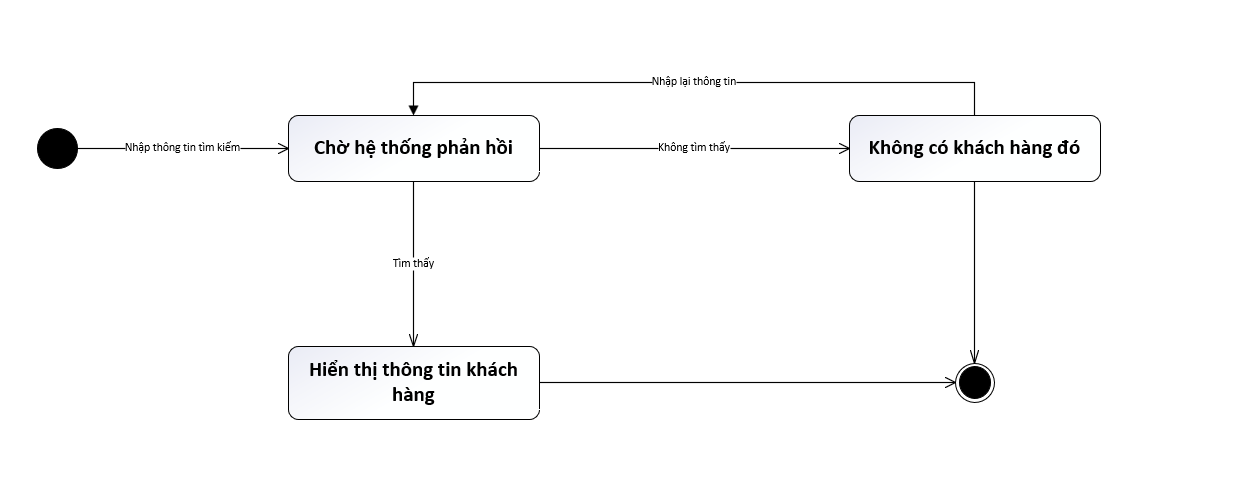 Nhập lại thông tin
Nhập thông tin tìm kiếm
Chờ hệ thống phản hồi
Không tìm thấy
Không có khách hàng đó
Tìm thấy
Hiển thị thông tin khách
hàng